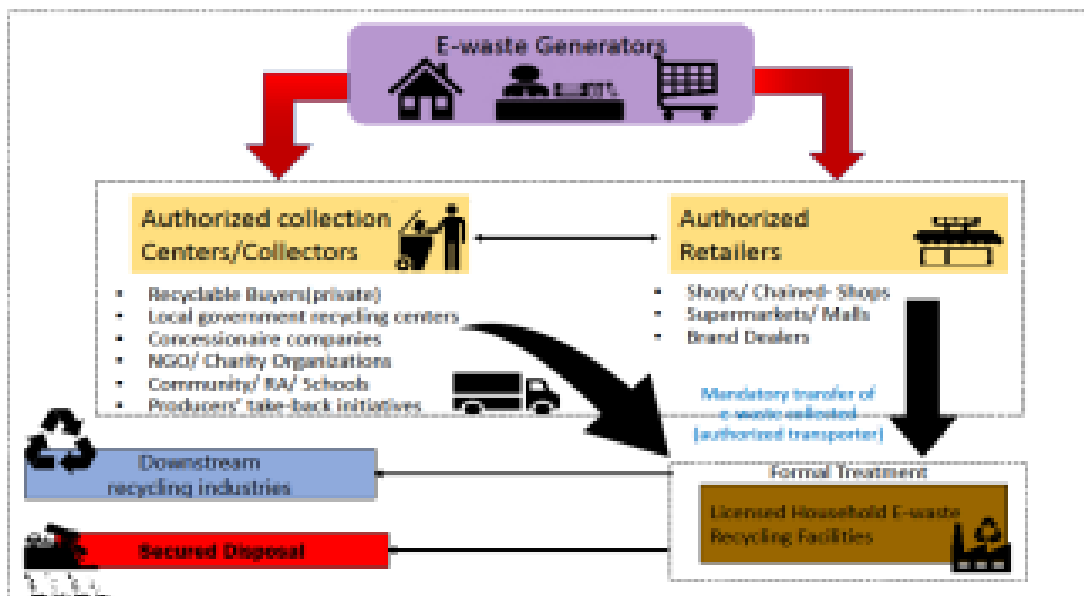 E-waste Generators
Authorized collection
Centers/Collectors
Authorized
Retailers
• Recyclable Buyers(private)
• Local government recycling centers
• Concessionaire companies
• NGO/ Charity Organizations
• Community/ RA/ Schools
• Producers' take-back initiatives
• Shops/ Chained- Shops
• Supermarkets/ Malls
• Brand Dealers
Mandatory transfer of
e-waste collected
(authorized transporter)
Downstream
recycling industries
Formal Treatment
Licensed Household E-waste
Recycling Facilities
Secured Disposal